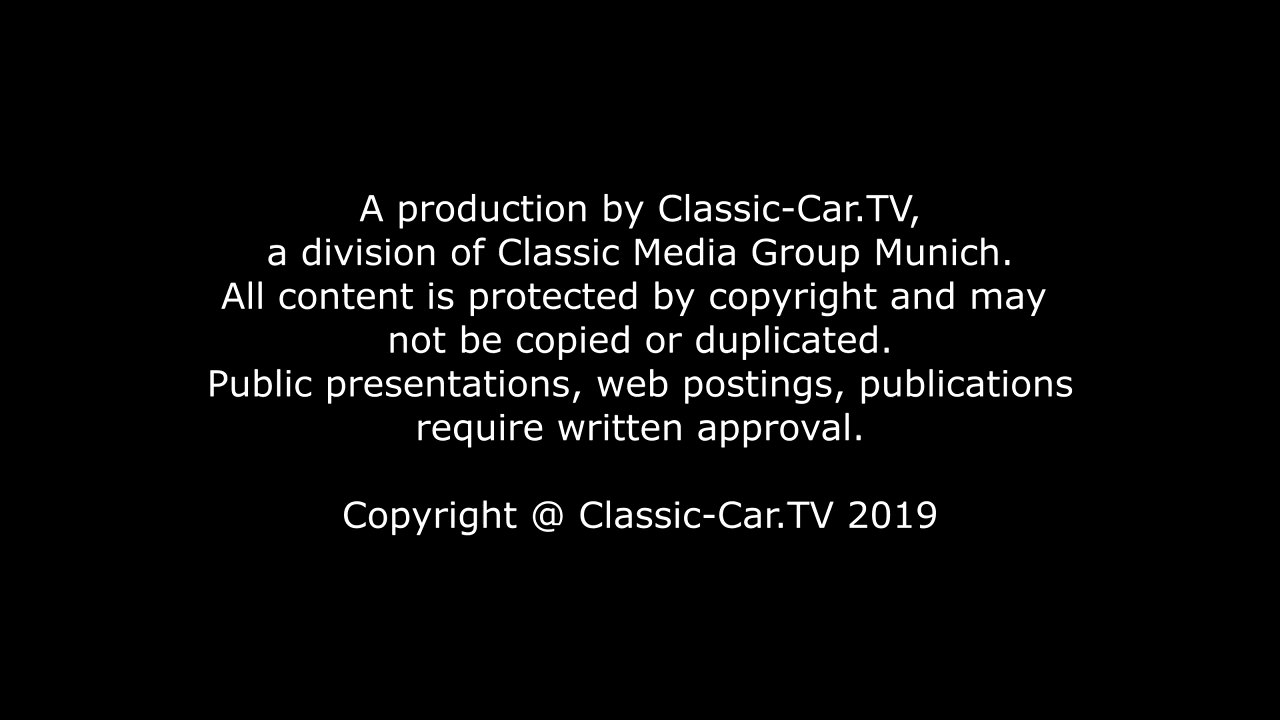 A production by Classic-Car.TV,
a division of Classic Media Group Munich.
All content is protected by copyright and may
not be copied or duplicated.
Public presentations, web postings, publications
require written approval.
Copyright @ Classic-Car.TV 2019